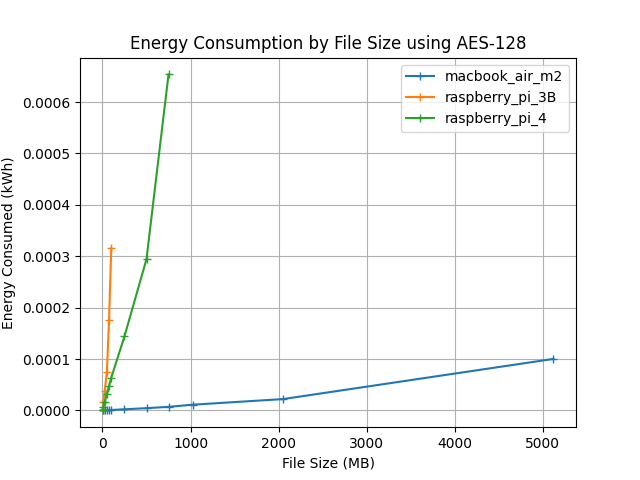 Energy Consumption by File Size using AES-128
macbook_air_m2
raspberry_pi_3B
raspberry_pi_4
Energy Consumed (kWh)
0.0006
0.0005
0.0004
0.0003
0.0002
0.0001
0.0000
0 1000 2000 3000 4000 5000
File Size (MB)